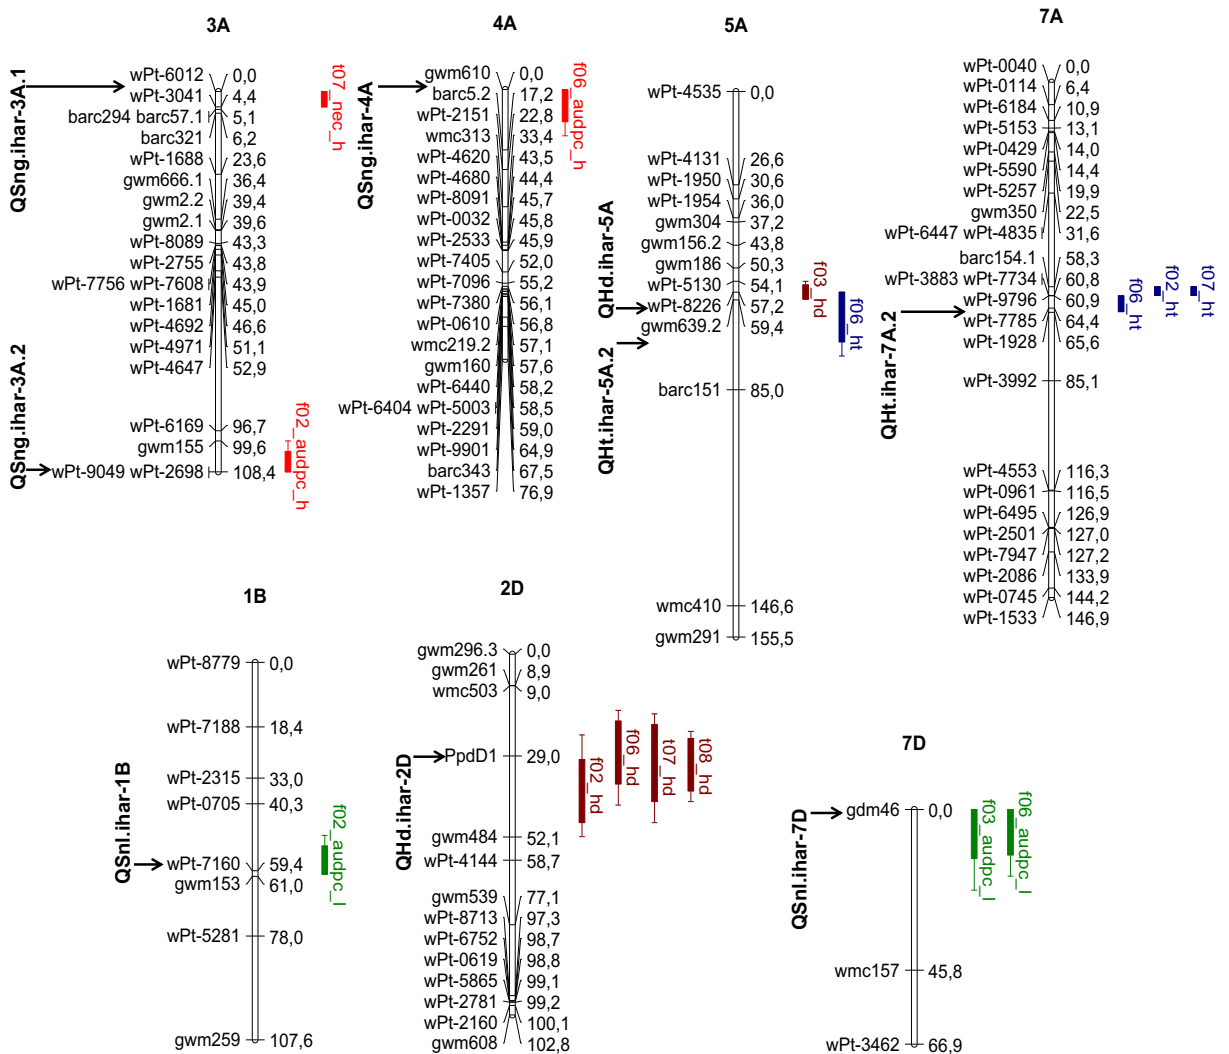 3A
QSng.ihar-3A.1
wPt-6012 0,0
wPt-3041 4,4
barc294 barc57.1 5,1
barc321 6,2
wPt-1688 23,6
gwm666.1 36,4
gwm2.2 39,4
gwm2.1 39,6
wPt-8089 43,3
wPt-2755 43,8
wPt-7756 wPt-7608 43,9
wPt-1681 45,0
wPt-4692 46,6
wPt-4971 51,1
wPt-4647 52,9
wPt-6169 96,7
gwm155 99,6
wPt-9049 wPt-2698 108,4
QSng.ihar-3A.2
t07_nec_h
f02_audpc_h
4A
QSng.ihar-4A
gwm610 0,0
barc5.2 17,2
wPt-2151 22,8
wmc313 33,4
wPt-4620 43,5
wPt-4680 44,4
wPt-8091 45,7
wPt-0032 45,8
wPt-2533 45,9
wPt-7405 52,0
wPt-7096 55,2
wPt-7380 56,1
wPt-0610 56,8
wmc219.2 57,1
gwm160 57,6
wPt-6440 58,2
wPt-6404 wPt-5003 58,5
wPt-2291 59,0
wPt-9901 64,9
barc343 67,5
wPt-1357 76,9
f06_audpc_h
5A
wPt-4535 0,0
wPt-4131 26,6
wPt-1950 30,6
wPt-1954 36,0
gwm304 37,2
gwm156.2 43,8
gwm186 50,3
wPt-5130 54,1
wPt-8226 57,2
gwm639.2 59,4
barc151 85,0
wmc410 146,6
gwm291 155,5
QHd.ihar-5A
QHt.ihar-5A.2
f03_hd
f06_ht
7A
wPt-0040 0,0
wPt-0114 6,4
wPt-6184 10,9
wPt-5153 13,1
wPt-0429 14,0
wPt-5590 14,4
wPt-5257 19,9
gwm350 22,5
wPt-6447 wPt-4835 31,6
barc154.1 58,3
wPt-3883 wPt-7734 60,8
wPt-9796 60,9
wPt-7785 64,4
wPt-1928 65,6
wPt-3992 85,1
wPt-4553 116,3
wPt-0961 116,5
wPt-6495 126,9
wPt-2501 127,0
wPt-7947 127,2
wPt-2086 133,9
wPt-0745 144,2
wPt-1533 146,9
QHt.ihar-7A.2
f06_ht
f02_ht
t07_ht
1B
wPt-8779 0,0
wPt-7188 18,4
wPt-2315 33,0
wPt-0705 40,3
wPt-7160 59,4
gwm153 61,0
wPt-5281 78,0
gwm259 107,6
QSnl.ihar-1B
f02_audpc_l
2D
gwm296.3 0,0
gwm261 8,9
wmc503 9,0
PpdD1 29,0
gwm484 52,1
wPt-4144 58,7
gwm539 77,1
wPt-8713 97,3
wPt-6752 98,7
wPt-0619 98,8
wPt-5865 99,1
wPt-2781 99,2
wPt-2160 100,1
gwm608 102,8
QHd.ihar-2D
f02_hd
f06_hd
t07_hd
t08_hd
7D
gdm46 0,0
wmc157 45,8
wPt-3462 66,9
QSnl.ihar-7D
f03_audpc_l
f06_audpc_l